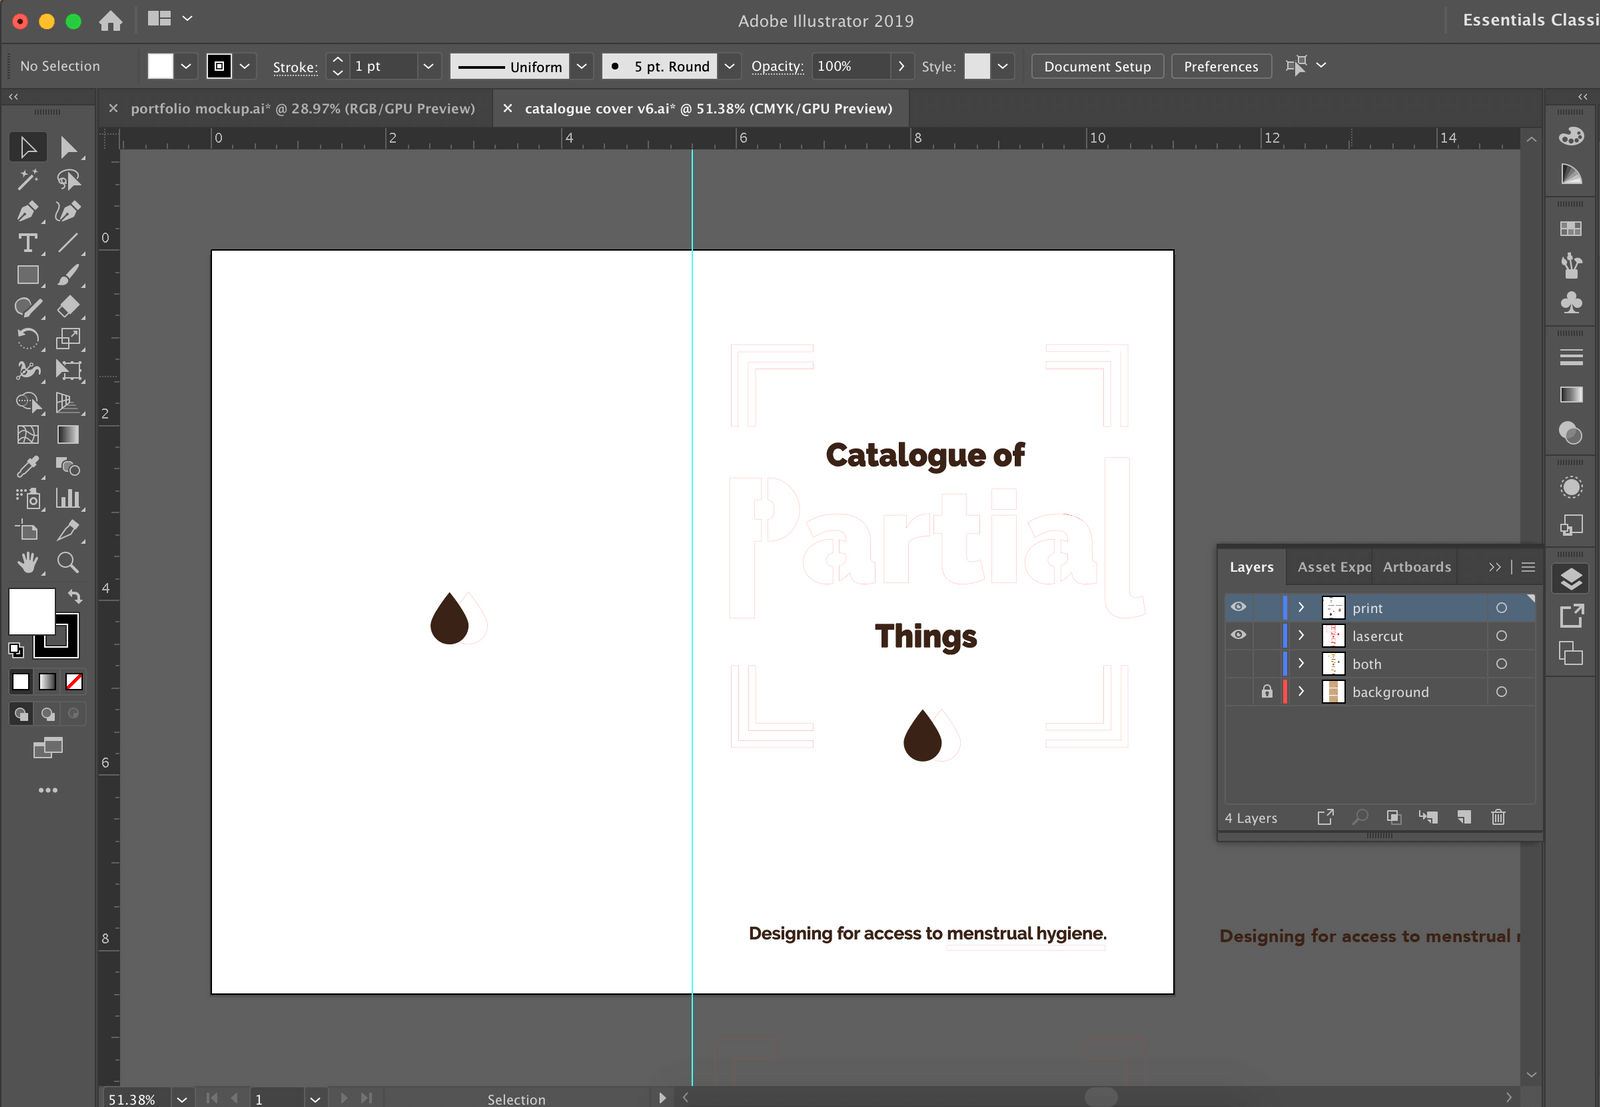 Adobe Illustrator 2019
Essentials Classi
No Selection
Stroke:
1 pt
Uniform
5 pt. Round
Opacity:
100%
Style:
Document Setup
Preferences
portfolio mockup.ai* @ 28.97% (RGB/GPU Preview)
catalogue cover v6.ai* @ 51.38% (CMYK/GPU Preview)
0 2 4 6 8 10 12 14
0
2
4
6
8
Catalogue of
Partial
Things
Designing for access to menstrual hygiene.
Designing for access to menstrual
Layers
Asset Expo
Artboards
print
lasercut
both
background
4 Layers
51.38%
1
Selection